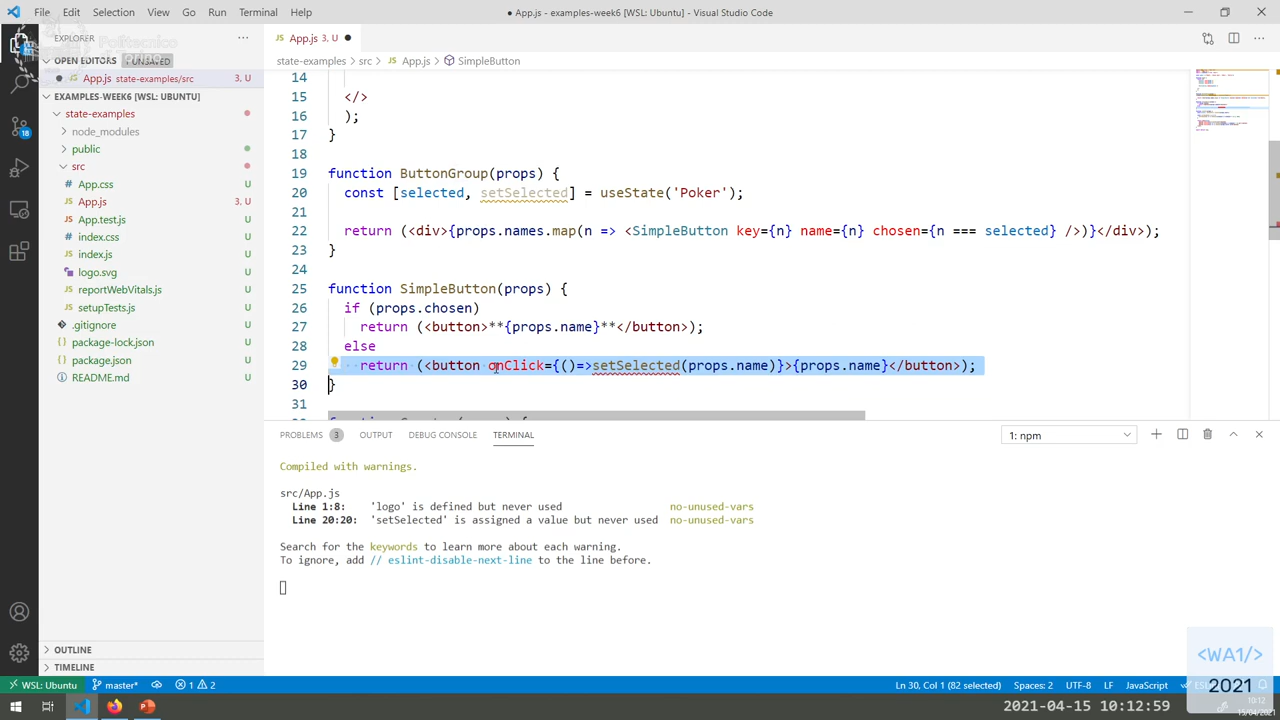 File Edit Selection View Go Run Terminal Help
App.js - examples-week6 [WSL: Ubuntu] - Visual Studio Code
EXPLORER
Politecnico
App.js 3, U
OPEN EDITORS 1 UNSAVED
App.js state-examples/src 3, U
EXAMPLES-WEEK6 [WSL: UBUNTU]
state-examples
node_modules
public
src
App.css U
App.js 3, U
App.test.js U
index.css U
index.js U
logo.svg U
reportWebVitals.js U
setupTests.js U
.gitignore U
package-lock.json U
package.json U
README.md U
OUTLINE
TIMELINE
18
state-examples > src > App.js > SimpleButton
14
15 </>
16 );
17 }
18
19 function ButtonGroup(props) {
20 const [selected, setSelected] = useState('Poker');
21
22 return (<div>{props.names.map(n => <SimpleButton key={n} name={n} chosen={n === selected} />)}</div>);
23 }
24
25 function SimpleButton(props) {
26 if (props.chosen)
27 return (<button>**{props.name}**</button>);
28 else
29 return (<button onClick={()=>setSelected(props.name)}>{props.name}</button>);
30 }
31
PROBLEMS 3 OUTPUT DEBUG CONSOLE TERMINAL
1: npm
Compiled with warnings.
src/App.js
Line 1:8: 'logo' is defined but never used no-unused-vars
Line 20:20: 'setSelected' is assigned a value but never used no-unused-vars
Search for the keywords to learn more about each warning.
To ignore, add // eslint-disable-next-line to the line before.
<WA1/>
2021
WSL: Ubuntu master* 1 2
Ln 30, Col 1 (82 selected) Spaces: 2 UTF-8 LF JavaScript
2021-04-15 10:12:59
10:12
15/04/2021